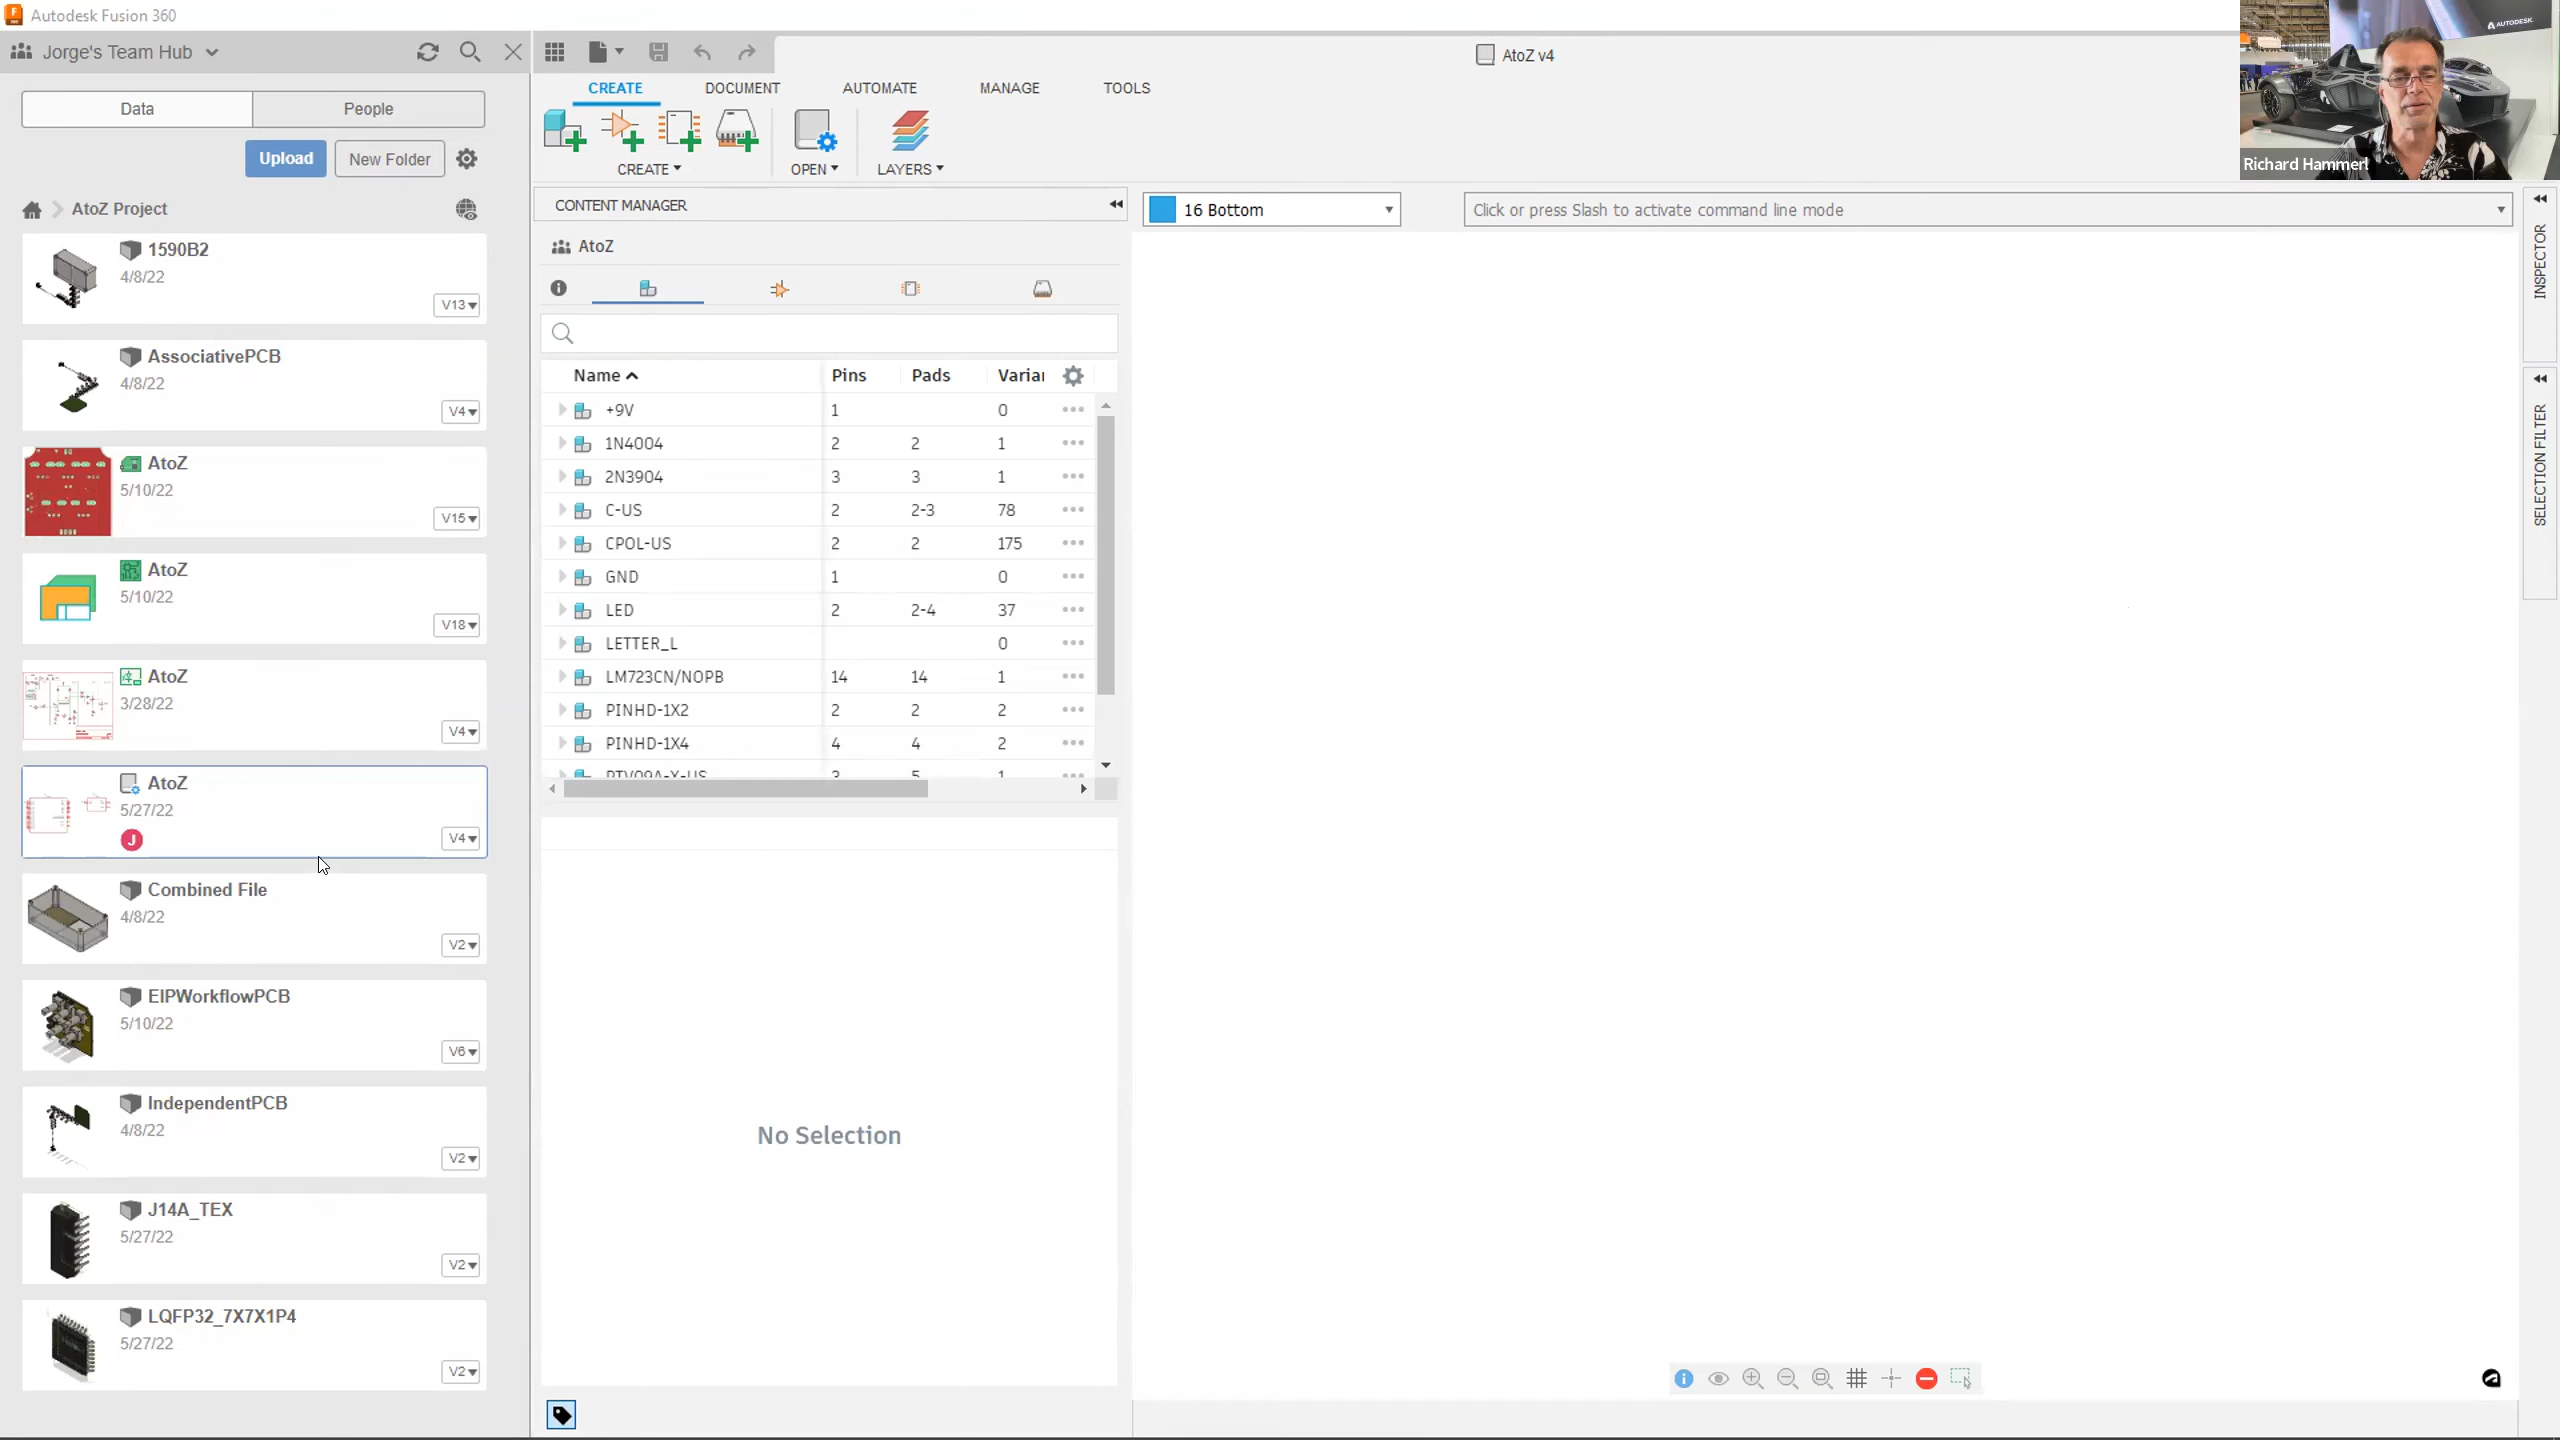 Autodesk Fusion 360
Jorge's Team Hub
Data
People
Upload
New Folder
AtoZ Project
1590B2
4/8/22
V13
AssociativePCB
4/8/22
V4
AtoZ
5/10/22
V15
AtoZ
5/10/22
V18
AtoZ
3/28/22
V4
AtoZ
5/27/22
J
V4
Combined File
4/8/22
V2
EIPWorkflowPCB
5/10/22
V6
IndependentPCB
4/8/22
V2
J14A_TEX
5/27/22
V2
LQFP32_7X7X1P4
5/27/22
V2
AtoZ v4
CREATE DOCUMENT AUTOMATE MANAGE TOOLS
CREATE OPEN LAYERS
CONTENT MANAGER
AtoZ
Name Pins Pads Variar
+9V 1 0
1N4004 2 2 1
2N3904 3 3 1
C-US 2 2-3 78
CPOL-US 2 2 175
GND 1 0
LED 2 2-4 37
LETTER_L 0
LM723CN/NOPB 14 14 1
PINHD-1X2 2 2 2
PINHD-1X4 4 4 2
PTV09A-X-US 3 5 1
No Selection
16 Bottom
Click or press Slash to activate command line mode
INSPECTOR
SELECTION FILTER
AUTODESK
Richard Hammerl